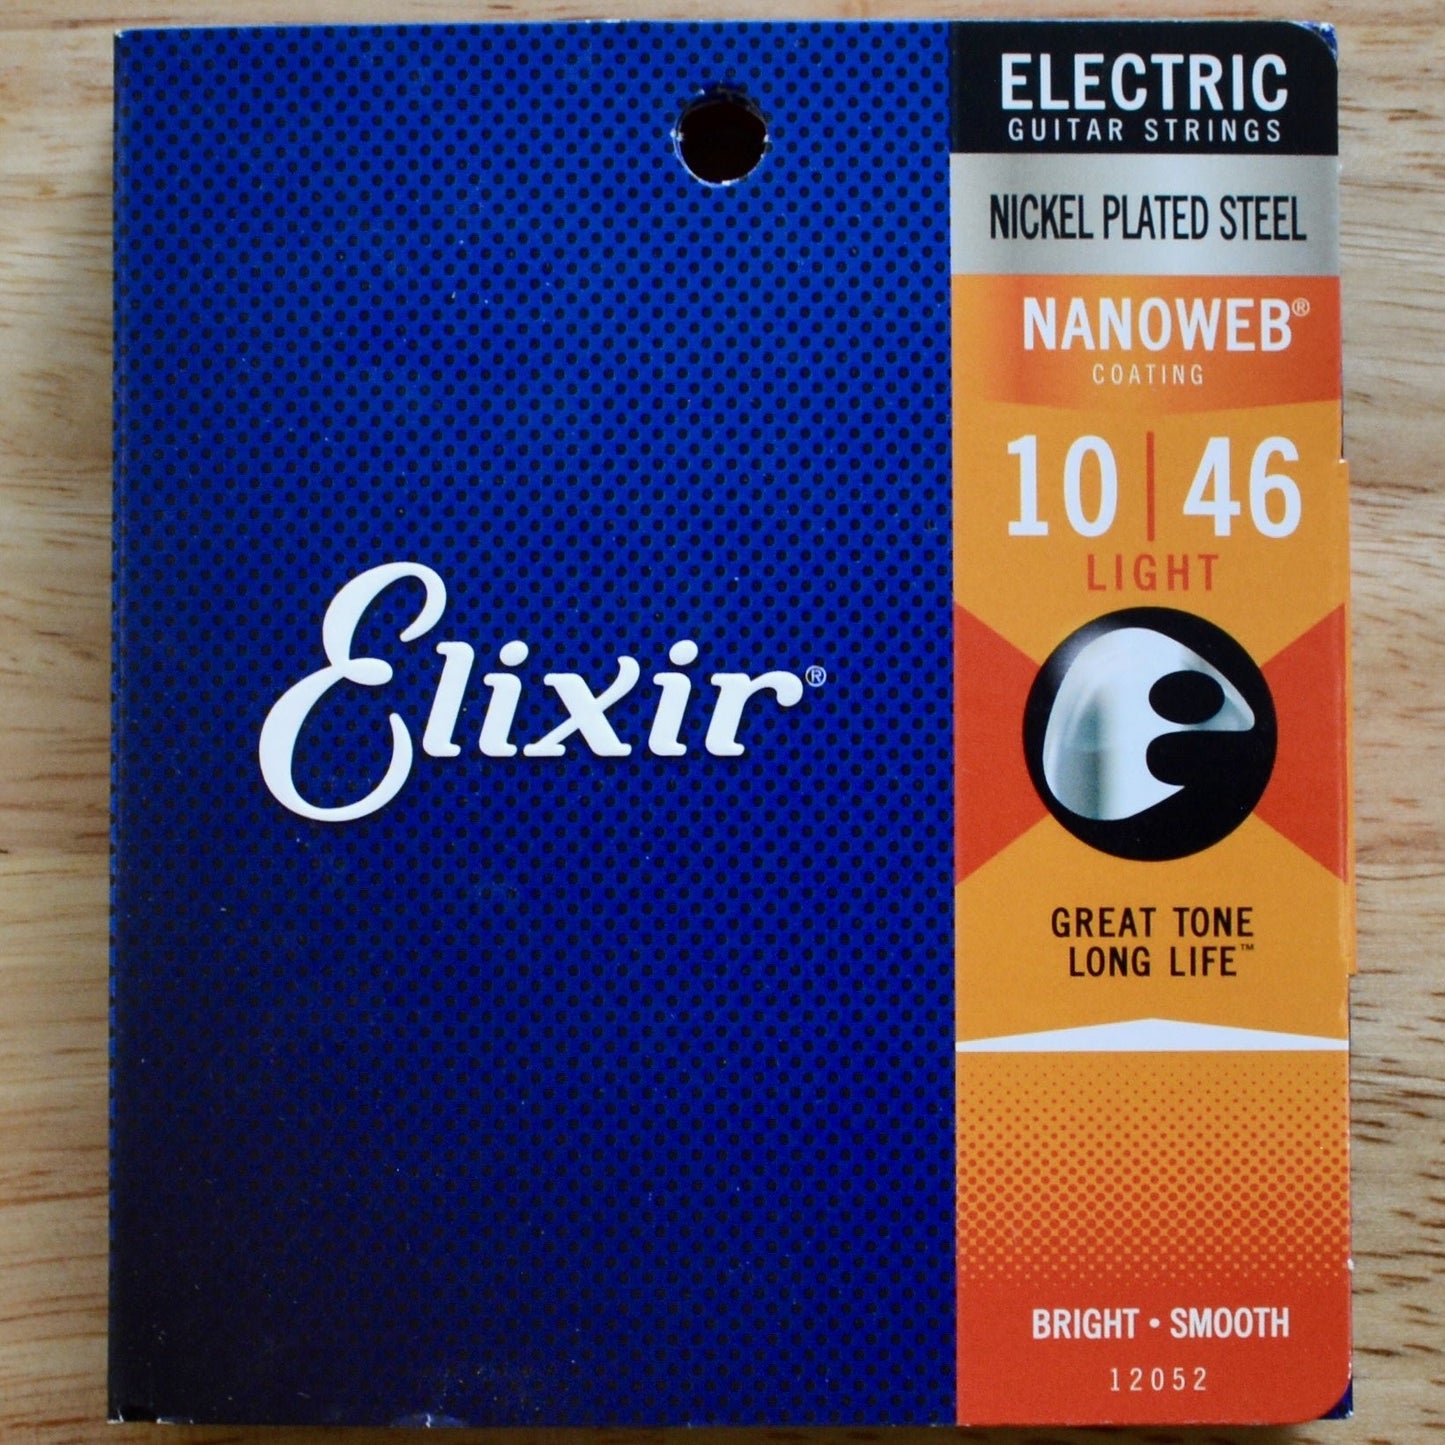 ELECTRIC
GUITAR STRINGS
NICKEL PLATED STEEL
NANOWEB®
COATING
10 | 46
LIGHT
Elixir®
GREAT TONE
LONG LIFE™
BRIGHT • SMOOTH
12052